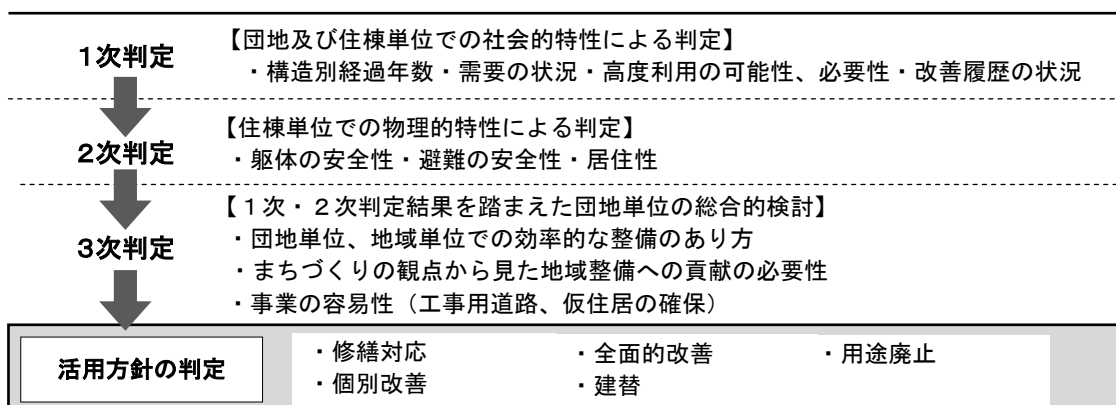 1次判定
【団地及び住棟単位での社会的特性による判定】
・構造別経過年数・需要の状況・高度利用の可能性、必要性・改善履歴の状況
2次判定
【住棟単位での物理的特性による判定】
・躯体の安全性・避難の安全性・居住性
3次判定
【１次・２次判定結果を踏まえた団地単位の総合的検討】
・団地単位、地域単位での効率的な整備のあり方
・まちづくりの観点から見た地域整備への貢献の必要性
・事業の容易性（工事用道路、仮住居の確保）
活用方針の判定
・修繕対応 ・全面的改善 ・用途廃止
・個別改善 ・建替